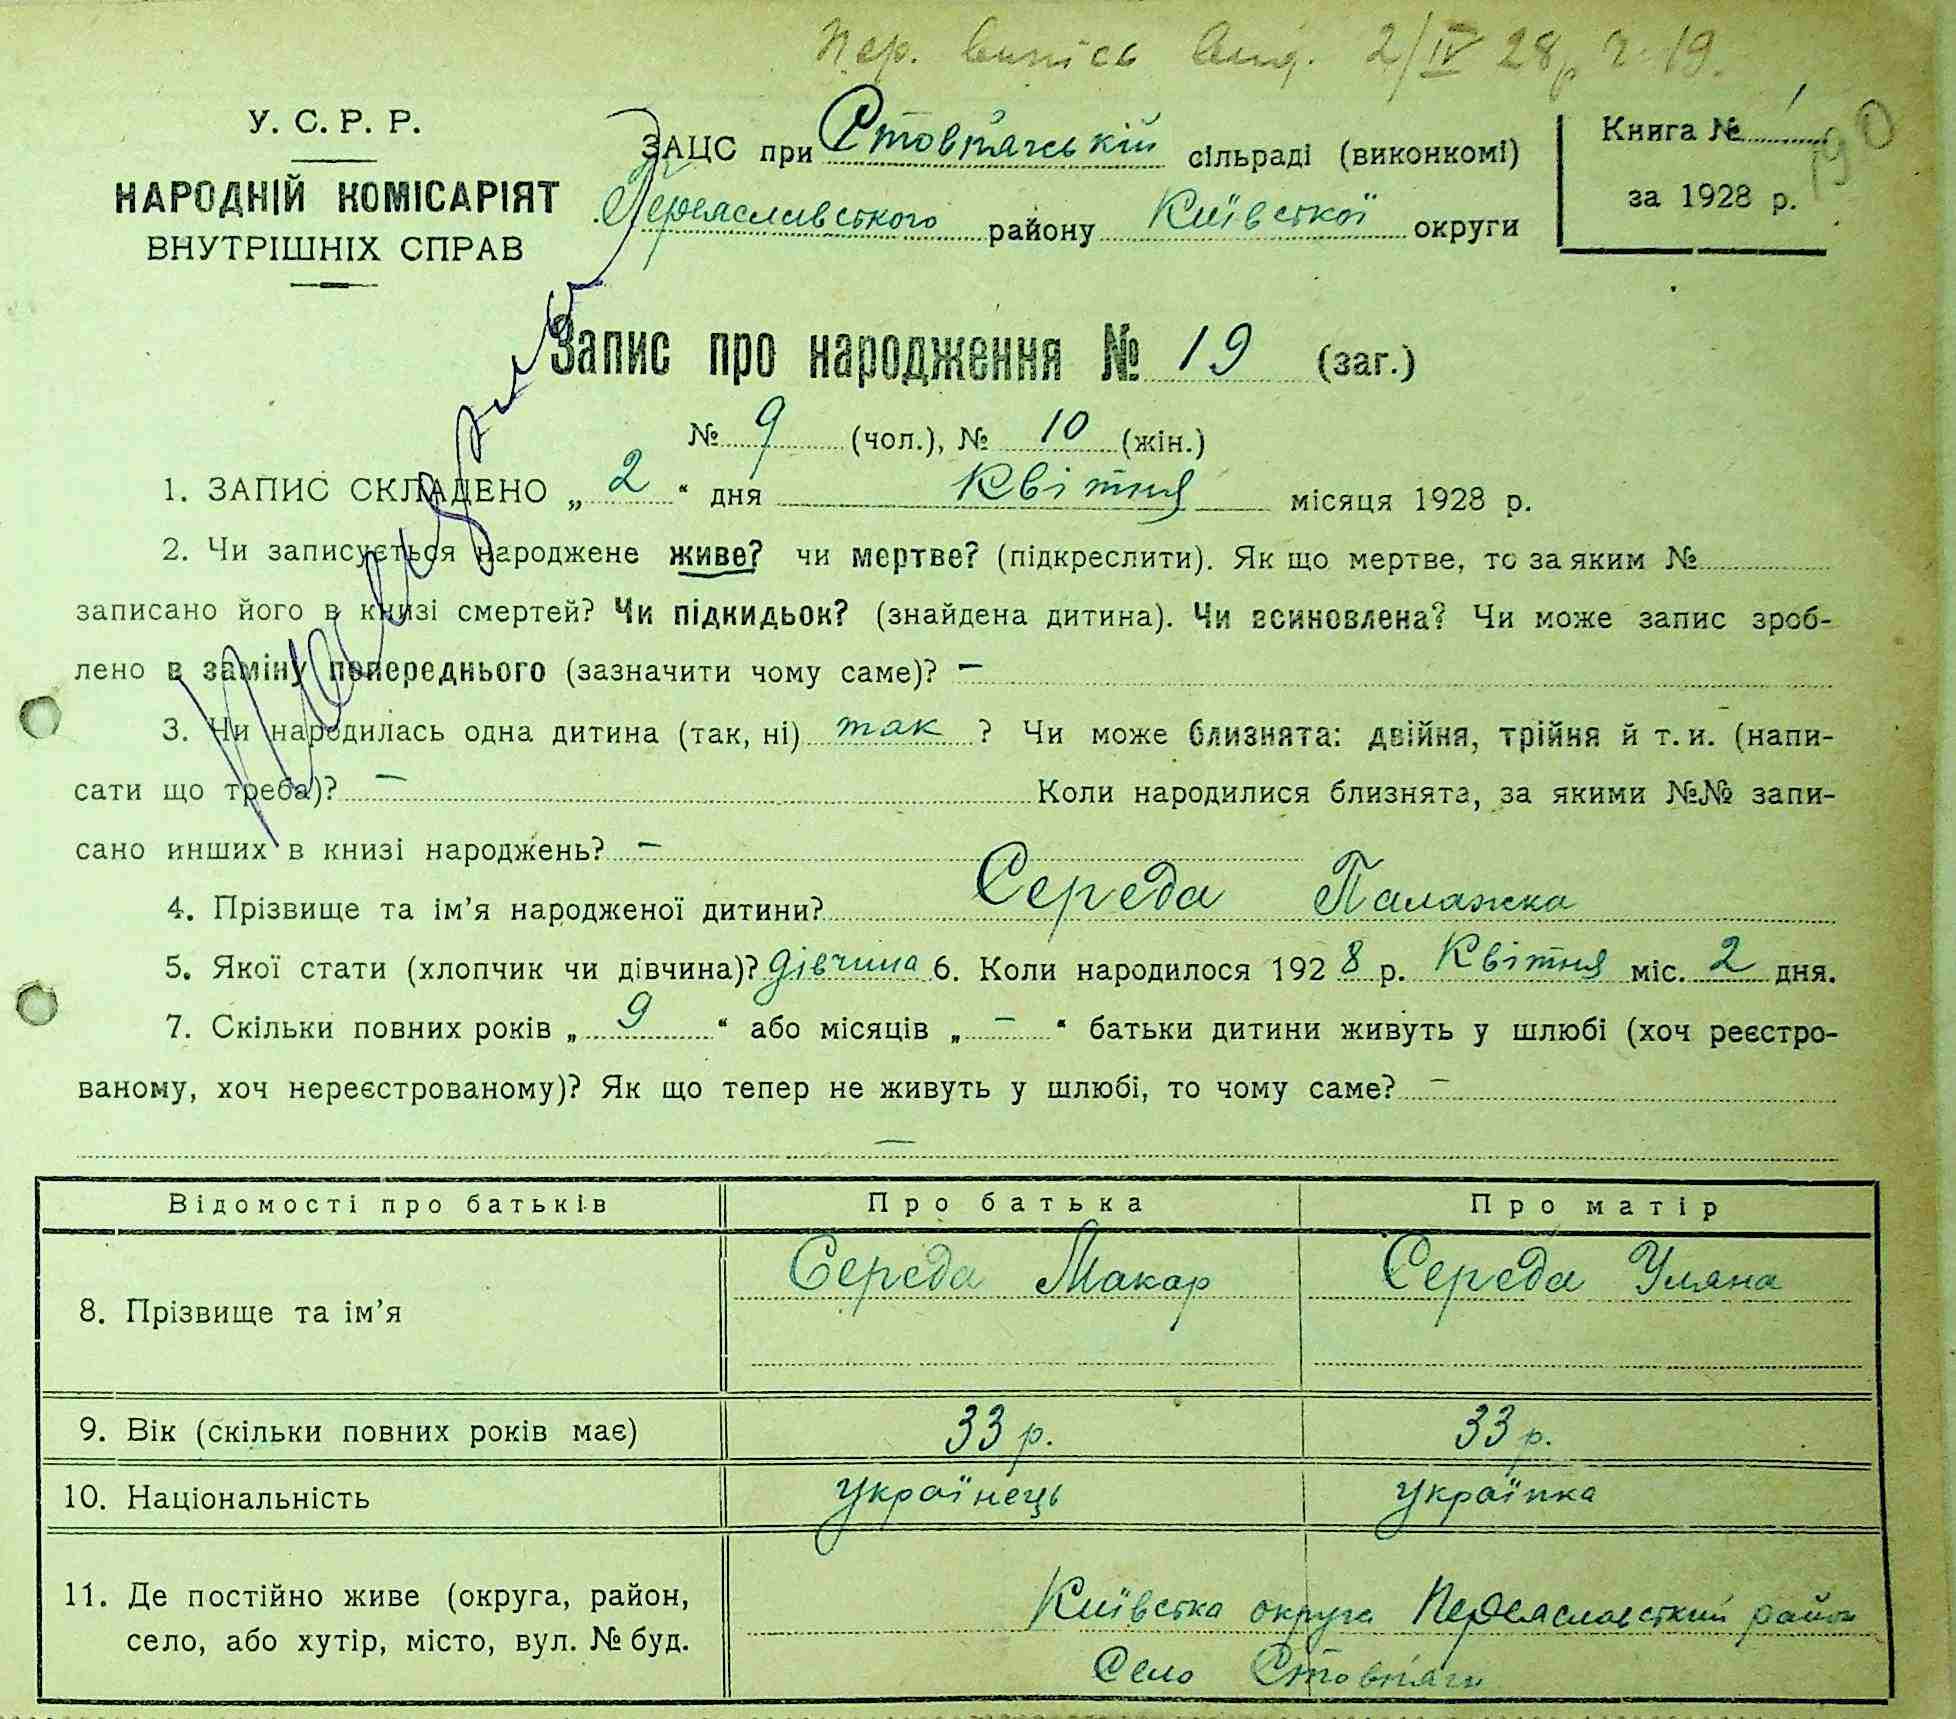 Пер. випись вид. 2/IV 28 р. ч. 19.
У. С. Р. Р.
НАРОДНІЙ КОМІСАРІЯТ
ВНУТРІШНІХ СПРАВ
ЗАЦС при Стовп'яжській сільраді (виконкомі)
Переяславського району Київської округи
Книга №
за 1928 р.
190
Запис про народження № 19 (заг.)
№ 9 (чол.), № 10 (жін.)
1. ЗАПИС СКЛАДЕНО „ 2 “ дня Квітня місяця 1928 р.
2. Чи записується народжене живе? чи мертве? (підкреслити). Як що мертве, то за яким №
записано його в книзі смертей? Чи підкидьок? (знайдена дитина). Чи всиновлена? Чи може запис зроб-
лено в заміну попереднього (зазначити чому саме)? —
3. Чи народилась одна дитина (так, ні) так ? Чи може близнята: двійня, трійня й т. и. (напи-
сати що треба)? — Коли народилися близнята, за якими №№ запи-
сано инших в книзі народжень? —
4. Прізвище та ім’я народженої дитини? Середа Палажка
5. Якої стати (хлопчик чи дівчина)? дівчина 6. Коли народилося 1928 р. Квітня міс. 2 дня.
7. Скільки повних років „ 9 “ або місяців „ — “ батьки дитини живуть у шлюбі (хоч реєстро-
ваному, хоч нереєстрованому)? Як що тепер не живуть у шлюбі, то чому саме? —
—
Відомості про батьків Про батька Про матір
8. Прізвище та ім’я Середа Макар Середа Уляна
9. Вік (скільки повних років має) 33 р. 33 р.
10. Національність українець українка
11. Де постійно живе (округа, район,
село, або хутір, місто, вул. № буд.
Київська округа Переяславський район
Село Стовп'яги